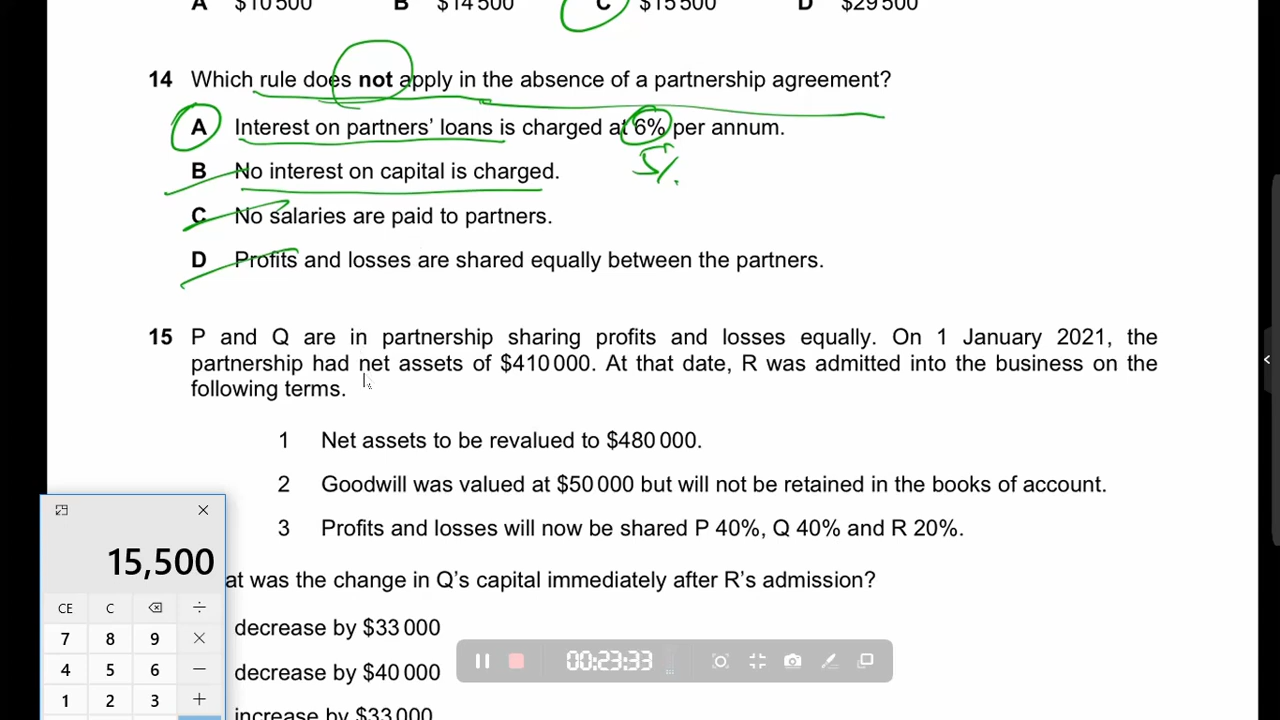 A $10 500 B $14 500 C $15 500 D $29 500
14 Which rule does not apply in the absence of a partnership agreement?
A Interest on partners’ loans is charged at 6% per annum.
5%
B No interest on capital is charged.
C No salaries are paid to partners.
D Profits and losses are shared equally between the partners.
15 P and Q are in partnership sharing profits and losses equally. On 1 January 2021, the
partnership had net assets of $410 000. At that date, R was admitted into the business on the
following terms.
1 Net assets to be revalued to $480 000.
2 Goodwill was valued at $50 000 but will not be retained in the books of account.
3 Profits and losses will now be shared P 40%, Q 40% and R 20%.
at was the change in Q’s capital immediately after R’s admission?
decrease by $33 000
decrease by $40 000
increase by $33 000
15,500
CE C ÷
7 8 9 ×
4 5 6 −
1 2 3 +
00:23:33